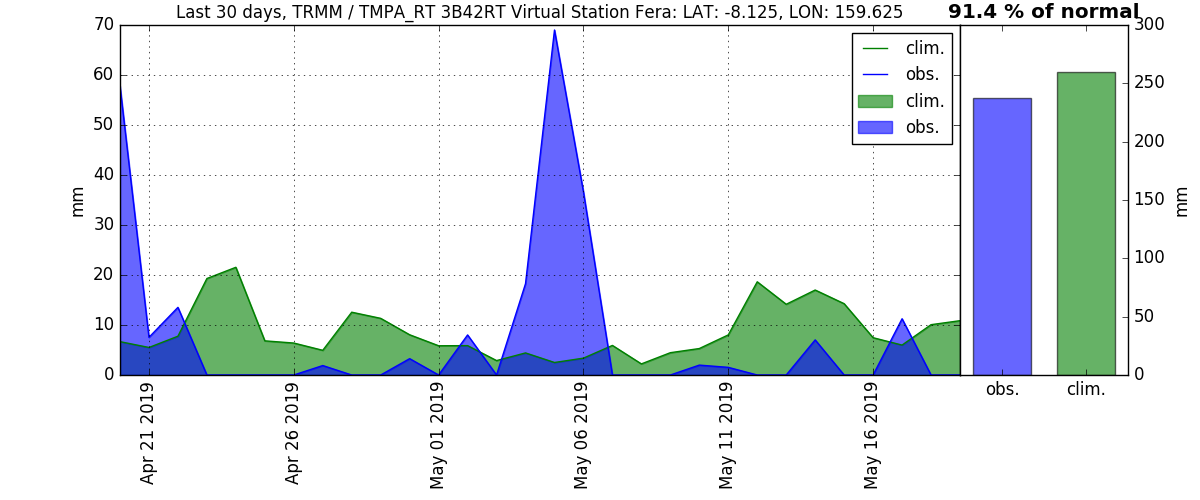 Last 30 days, TRMM / TMPA_RT 3B42RT Virtual Station Fera: LAT: -8.125, LON: 159.625
91.4 % of normal
70
60
50
40
30
20
10
0
mm
clim.
obs.
clim.
obs.
Apr 21 2019
Apr 26 2019
May 01 2019
May 06 2019
May 11 2019
May 16 2019
300
250
200
150
100
50
0
mm
obs.
clim.